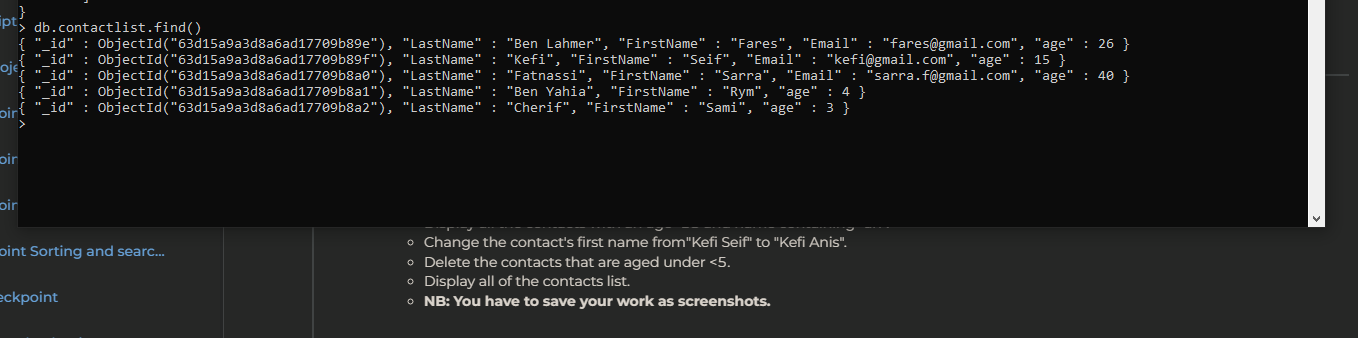 }
> db.contactlist.find()
{ "_id" : ObjectId("63d15a9a3d8a6ad17709b89e"), "LastName" : "Ben Lahmer", "FirstName" : "Fares", "Email" : "fares@gmail.com", "age" : 26 }
{ "_id" : ObjectId("63d15a9a3d8a6ad17709b89f"), "LastName" : "Kefi", "FirstName" : "Seif", "Email" : "kefi@gmail.com", "age" : 15 }
{ "_id" : ObjectId("63d15a9a3d8a6ad17709b8a0"), "LastName" : "Fatnassi", "FirstName" : "Sarra", "Email" : "sarra.f@gmail.com", "age" : 40 }
{ "_id" : ObjectId("63d15a9a3d8a6ad17709b8a1"), "LastName" : "Ben Yahia", "FirstName" : "Rym", "age" : 4 }
{ "_id" : ObjectId("63d15a9a3d8a6ad17709b8a2"), "LastName" : "Cherif", "FirstName" : "Sami", "age" : 3 }
>
ipt
oje
oin
oin
oin
oint Sorting and searc...
eckpoint
Change the contact's first name from"Kefi Seif" to "Kefi Anis".
Delete the contacts that are aged under <5.
Display all of the contacts list.
NB: You have to save your work as screenshots.